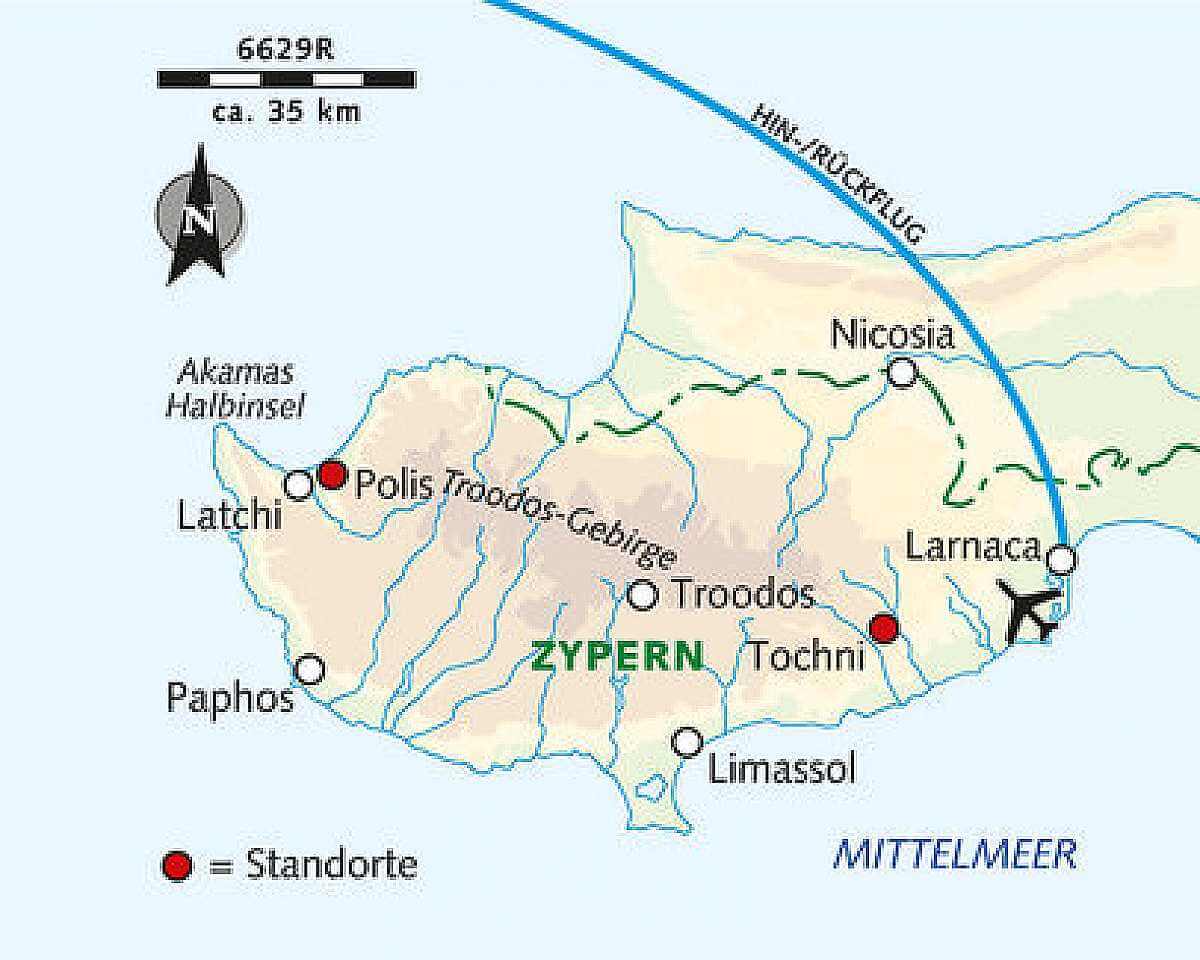 6629R
ca. 35 km
HIN-/RÜCKFLUG
N
Nicosia
Akamas
Halbinsel
Polis
Troodos-Gebirge
Latchi
Larnaca
Troodos
ZYPERN
Tochni
Paphos
Limassol
MITTELMEER
= Standorte